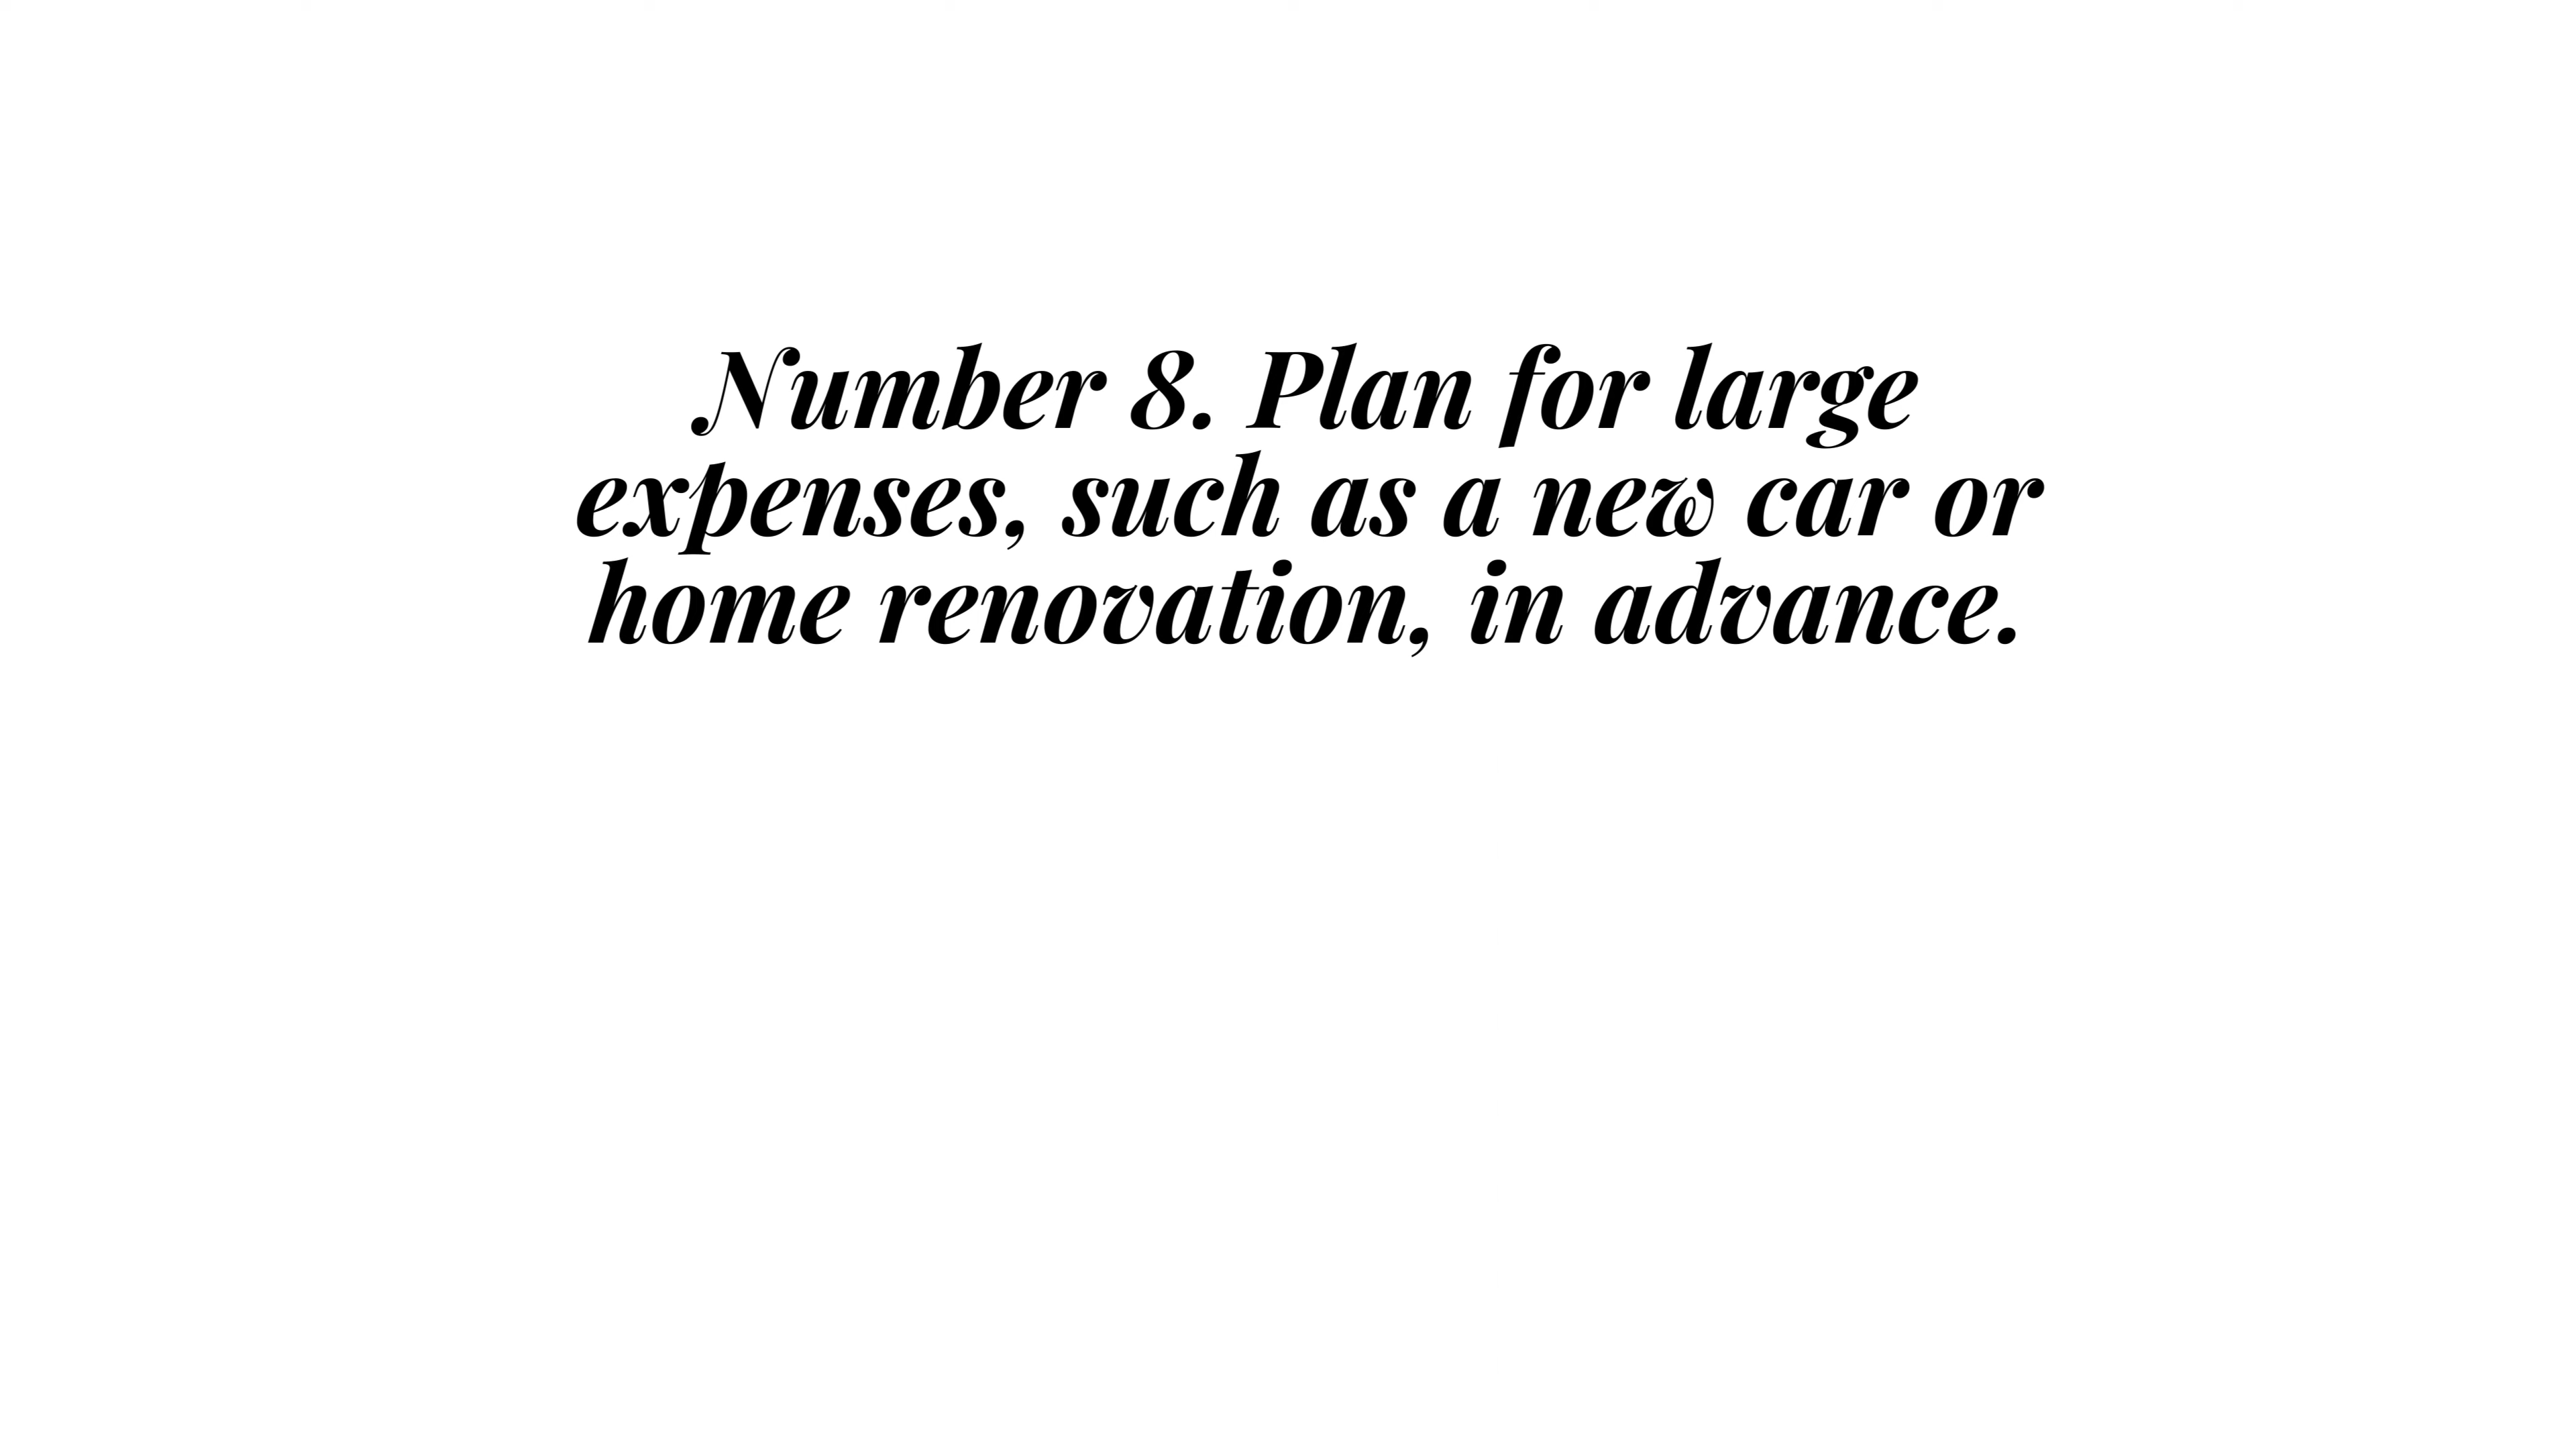 Number 8. Plan for large
expenses, such as a new car or
home renovation, in advance.